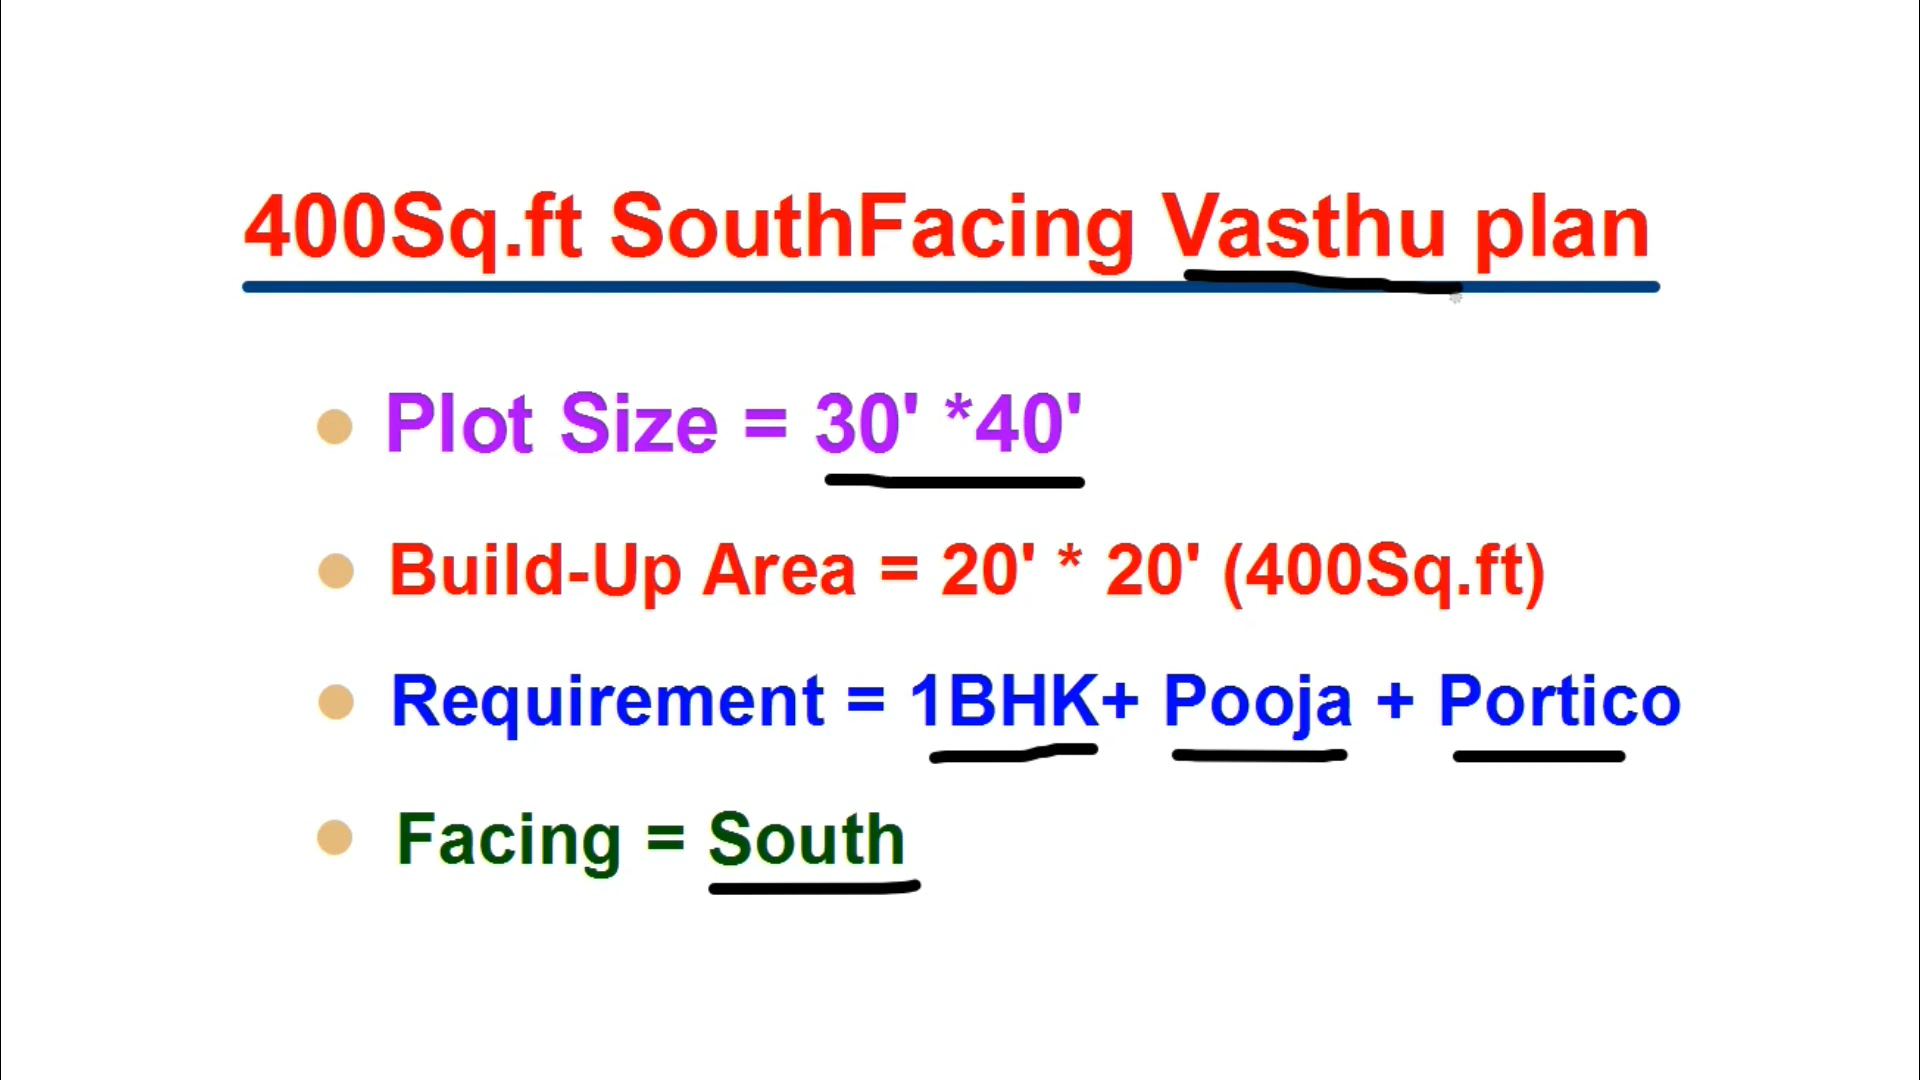 400Sq.ft SouthFacing Vasthu plan
Plot Size = 30' *40'
Build-Up Area = 20' * 20' (400Sq.ft)
Requirement = 1BHK+ Pooja + Portico
Facing = South